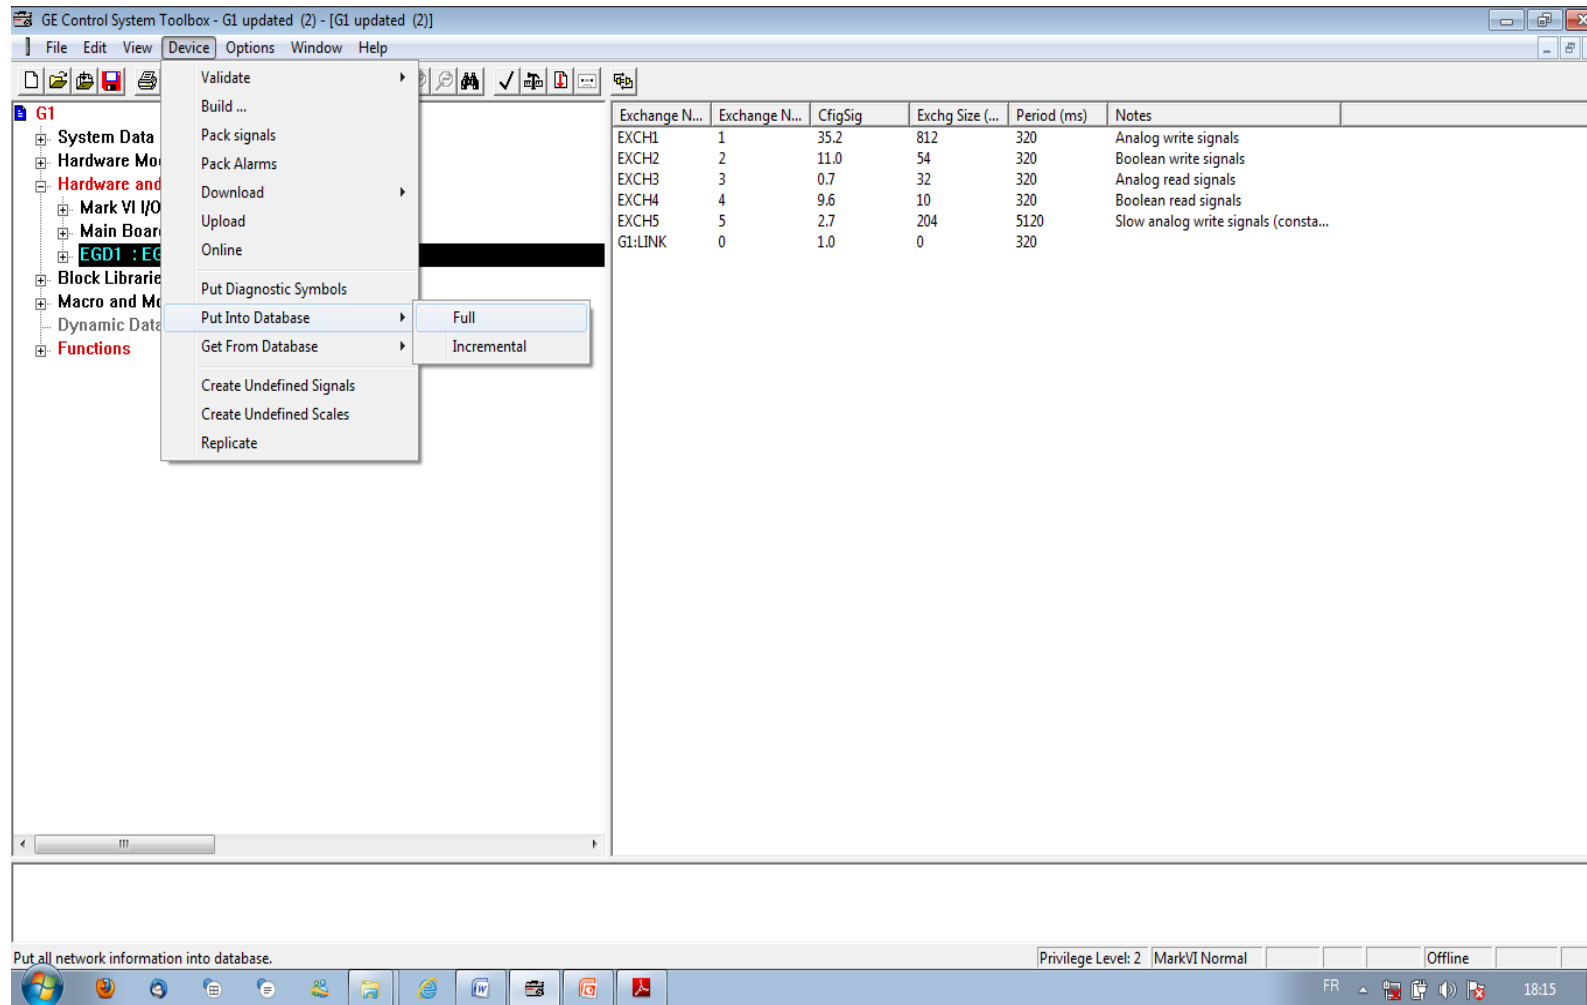 GE Control System Toolbox - G1 updated (2) - [G1 updated (2)]
File Edit View Device Options Window Help
Validate
Build ...
Pack signals
Pack Alarms
Download
Upload
Online
Put Diagnostic Symbols
Put Into Database
Get From Database
Create Undefined Signals
Create Undefined Scales
Replicate
Full
Incremental
G1
System Data
Hardware Mo
Hardware and
Mark VI I/O
Main Boar
EGD1 : EG
Block Librarie
Macro and Mo
Dynamic Data
Functions
Exchange N... Exchange N... CfigSig Exchg Size (... Period (ms) Notes
EXCH1 1 35.2 812 320 Analog write signals
EXCH2 2 11.0 54 320 Boolean write signals
EXCH3 3 0.7 32 320 Analog read signals
EXCH4 4 9.6 10 320 Boolean read signals
EXCH5 5 2.7 204 5120 Slow analog write signals (consta...
G1:LINK 0 1.0 0 320
Put all network information into database.
Privilege Level: 2 MarkVI Normal Offline
FR 18:15